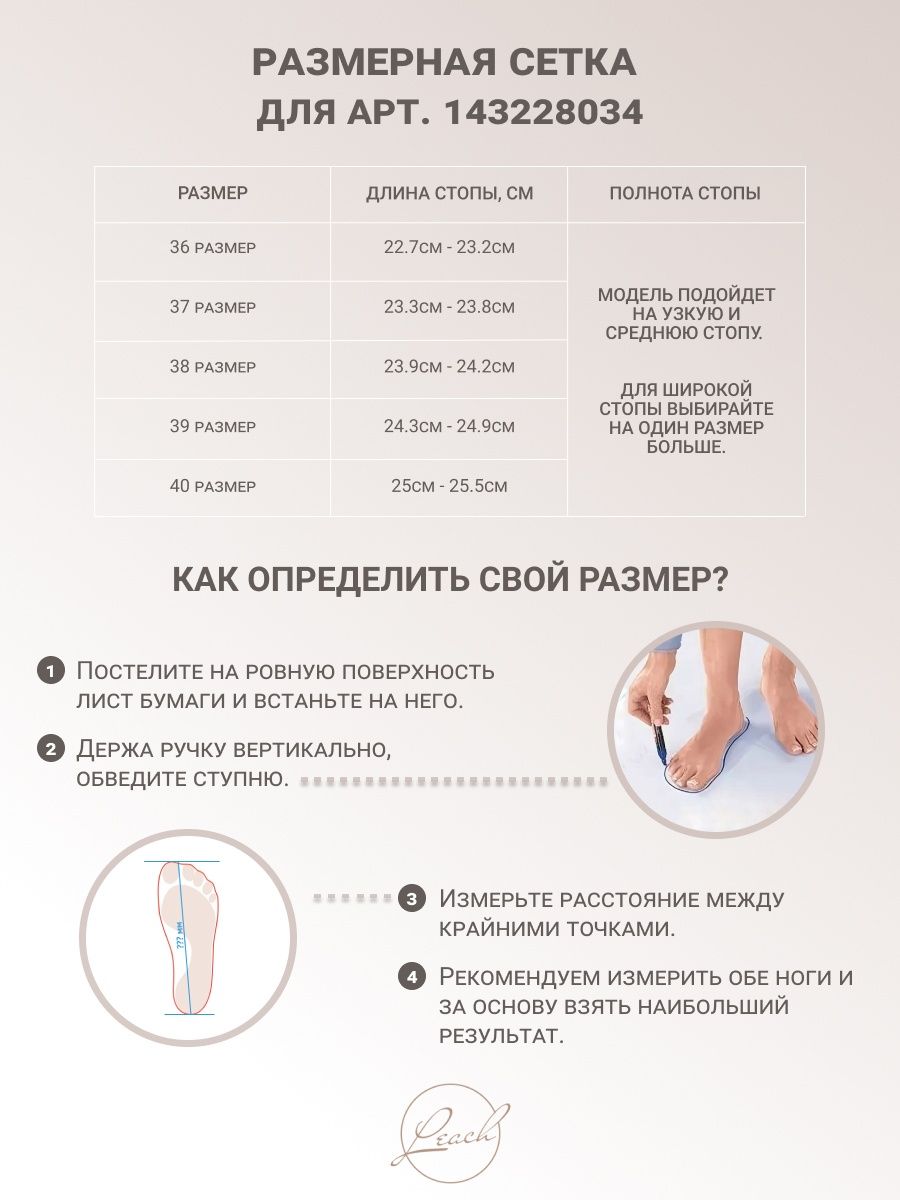 РАЗМЕРНАЯ СЕТКА
ДЛЯ АРТ. 143228034
РАЗМЕР
ДЛИНА СТОПЫ, СМ
ПОЛНОТА СТОПЫ
36 РАЗМЕР
22.7СМ - 23.2СМ
37 РАЗМЕР
23.3СМ - 23.8СМ
38 РАЗМЕР
23.9СМ - 24.2СМ
39 РАЗМЕР
24.3СМ - 24.9СМ
40 РАЗМЕР
25СМ - 25.5СМ
МОДЕЛЬ ПОДОЙДЕТ
НА УЗКУЮ И
СРЕДНЮЮ СТОПУ.
ДЛЯ ШИРОКОЙ
СТОПЫ ВЫБИРАЙТЕ
НА ОДИН РАЗМЕР
БОЛЬШЕ.
КАК ОПРЕДЕЛИТЬ СВОЙ РАЗМЕР?
1 ПОСТЕЛИТЕ НА РОВНУЮ ПОВЕРХНОСТЬ
ЛИСТ БУМАГИ И ВСТАНЬТЕ НА НЕГО.
2 ДЕРЖА РУЧКУ ВЕРТИКАЛЬНО,
ОБВЕДИТЕ СТУПНЮ.
??? мм
3 ИЗМЕРЬТЕ РАССТОЯНИЕ МЕЖДУ
КРАЙНИМИ ТОЧКАМИ.
4 РЕКОМЕНДУЕМ ИЗМЕРИТЬ ОБЕ НОГИ И
ЗА ОСНОВУ ВЗЯТЬ НАИБОЛЬШИЙ
РЕЗУЛЬТАТ.
Peach